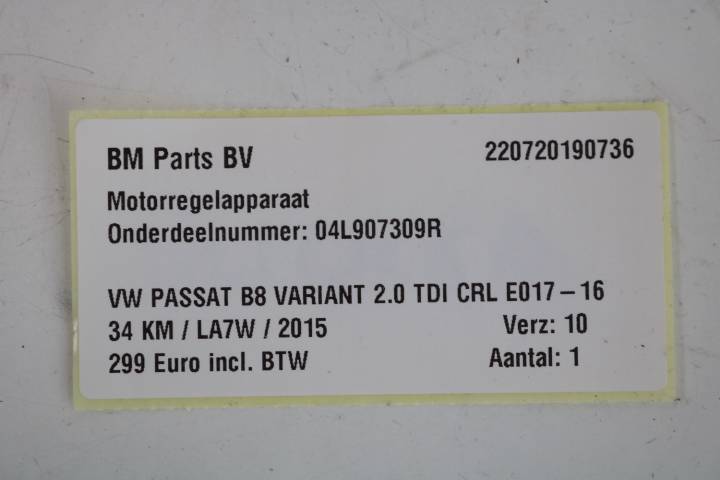 BM Parts BV 220720190736
Motorregelapparaat
Onderdeelnummer: 04L907309R
VW PASSAT B8 VARIANT 2.0 TDI CRL E017-16
34 KM / LA7W / 2015 Verz: 10
299 Euro incl. BTW Aantal: 1